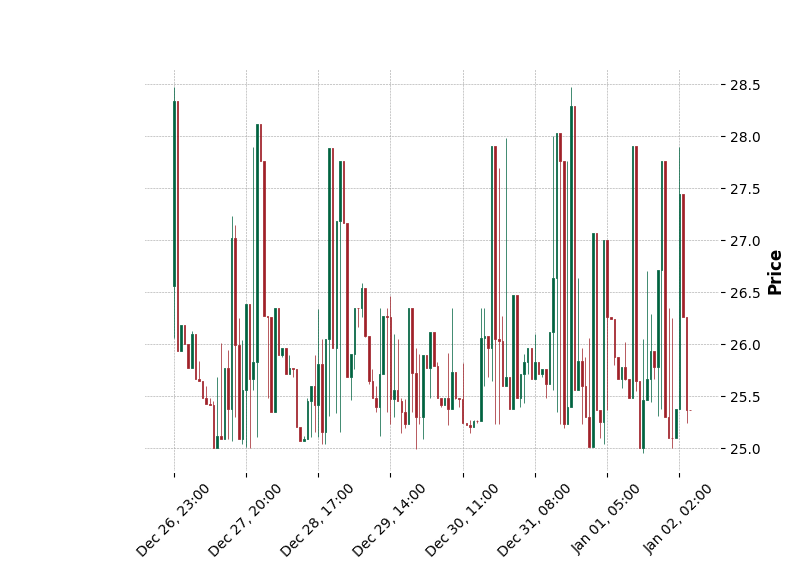 28.5
28.0
27.5
27.0
26.5
26.0
25.5
25.0
Price
Dec 26, 23:00
Dec 27, 20:00
Dec 28, 17:00
Dec 29, 14:00
Dec 30, 11:00
Dec 31, 08:00
Jan 01, 05:00
Jan 02, 02:00